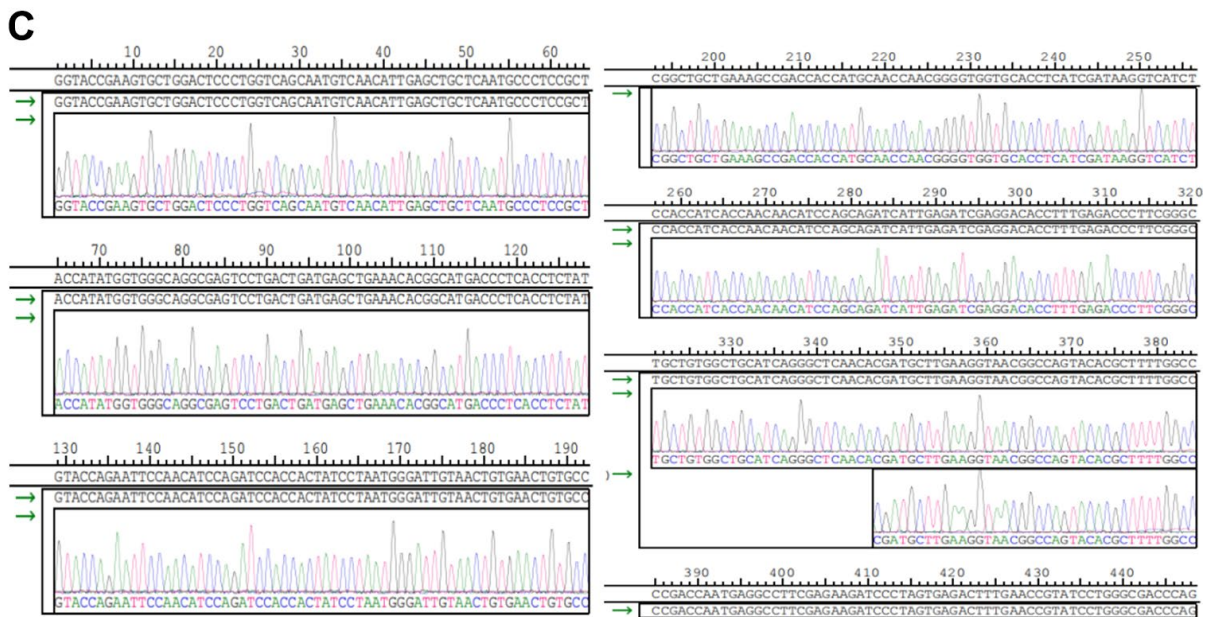 C
10 20 30 40 50 60
GGTACCGAAGTGCTGGACTCCCTGGTCAGCAATGTCAACATTGAGCTGCTCAATGCCCTCCGCT
→ GGTACCGAAGTGCTGGACTCCCTGGTCAGCAATGTCAACATTGAGCTGCTCAATGCCCTCCGCT
→
GGTACCGAAGTGCTGGACTCCCTGGTCAGCAATGTCAACATTGAGCTGCTCAATGCCCTCCGCT
70 80 90 100 110 120
ACCATATGGTGGGCAGGCGAGTCCTGACTGATGAGCTGAAACACGGCATGACCCTCACCTCTAT
→ ACCATATGGTGGGCAGGCGAGTCCTGACTGATGAGCTGAAACACGGCATGACCCTCACCTCTAT
→
ACCATATGGTGGGCAGGCGAGTCCTGACTGATGAGCTGAAACACGGCATGACCCTCACCTCTAT
130 140 150 160 170 180 190
GTACCAGAATTCCAACATCCAGATCCACCACTATCCTAATGGGATTGTAACTGTGAACTGTGCC
→ GTACCAGAATTCCAACATCCAGATCCACCACTATCCTAATGGGATTGTAACTGTGAACTGTGCC
→
GTACCAGAATTCCAACATCCAGATCCACCACTATCCTAATGGGATTGTAACTGTGAACTGTGCC
200 210 220 230 240 250
CGGCTGCTGAAAGCCGACCACCATGCAACCAACGGGGTGGTGCACCTCATCGATAAGGTCATCT
→
CGGCTGCTGAAAGCCGACCACCATGCAACCAACGGGGTGGTGCACCTCATCGATAAGGTCATCT
260 270 280 290 300 310 320
CCACCATCACCAACAACATCCAGCAGATCATTGAGATCGAGGACACCTTTGAGACCCTTCGGGC
→ CCACCATCACCAACAACATCCAGCAGATCATTGAGATCGAGGACACCTTTGAGACCCTTCGGGC
→
CCACCATCACCAACAACATCCAGCAGATCATTGAGATCGAGGACACCTTTGAGACCCTTCGGGC
330 340 350 360 370 380
TGCTGTGGCTGCATCAGGGCTCAACACGATGCTTGAAGGTAACGGCCAGTACACGCTTTTGGCC
→ TGCTGTGGCTGCATCAGGGCTCAACACGATGCTTGAAGGTAACGGCCAGTACACGCTTTTGGCC
→
TGCTGTGGCTGCATCAGGGCTCAACACGATGCTTGAAGGTAACGGCCAGTACACGCTTTTGGCC
→
CGATGCTTGAAGGTAACGGCCAGTACACGCTTTTGGCC
390 400 410 420 430 440
CCGACCAATGAGGCCTTCGAGAAGATCCCTAGTGAGACTTTGAACCGTATCCTGGGCGACCCAG
→ CCGACCAATGAGGCCTTCGAGAAGATCCCTAGTGAGACTTTGAACCGTATCCTGGGCGACCCAG